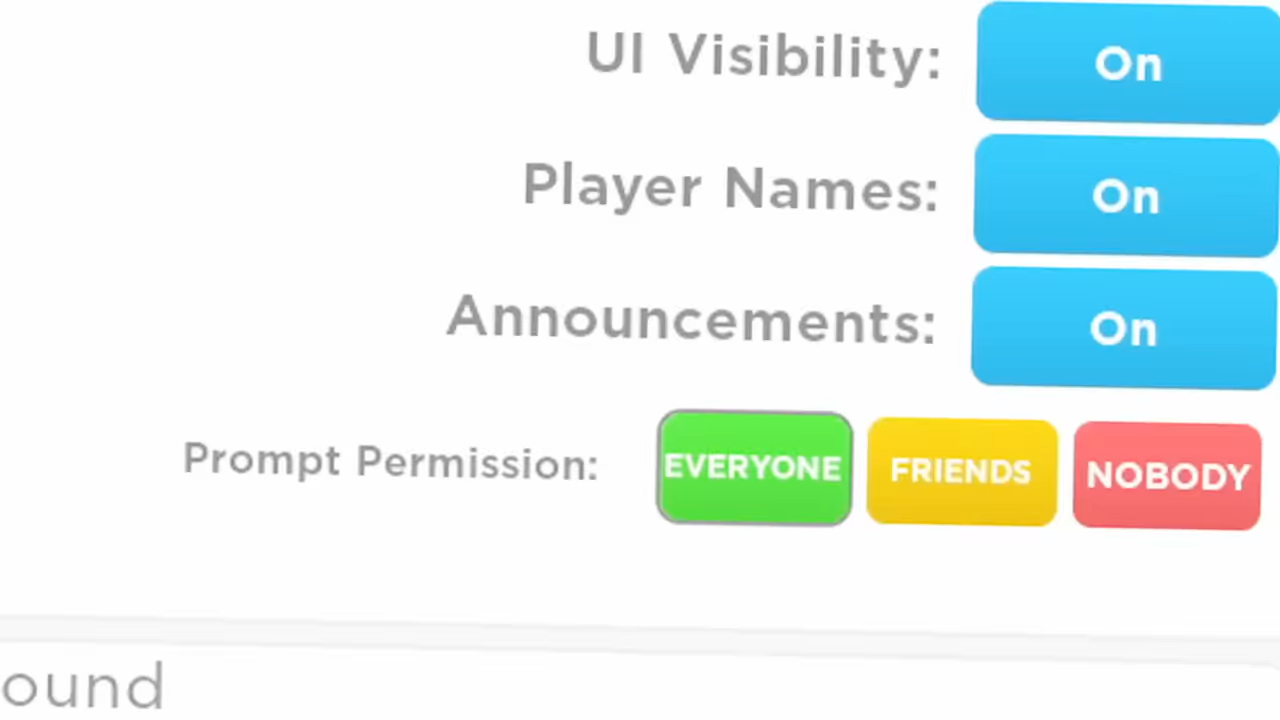 UI Visibility: On
Player Names: On
Announcements: On
Prompt Permission: EVERYONE FRIENDS NOBODY
ound